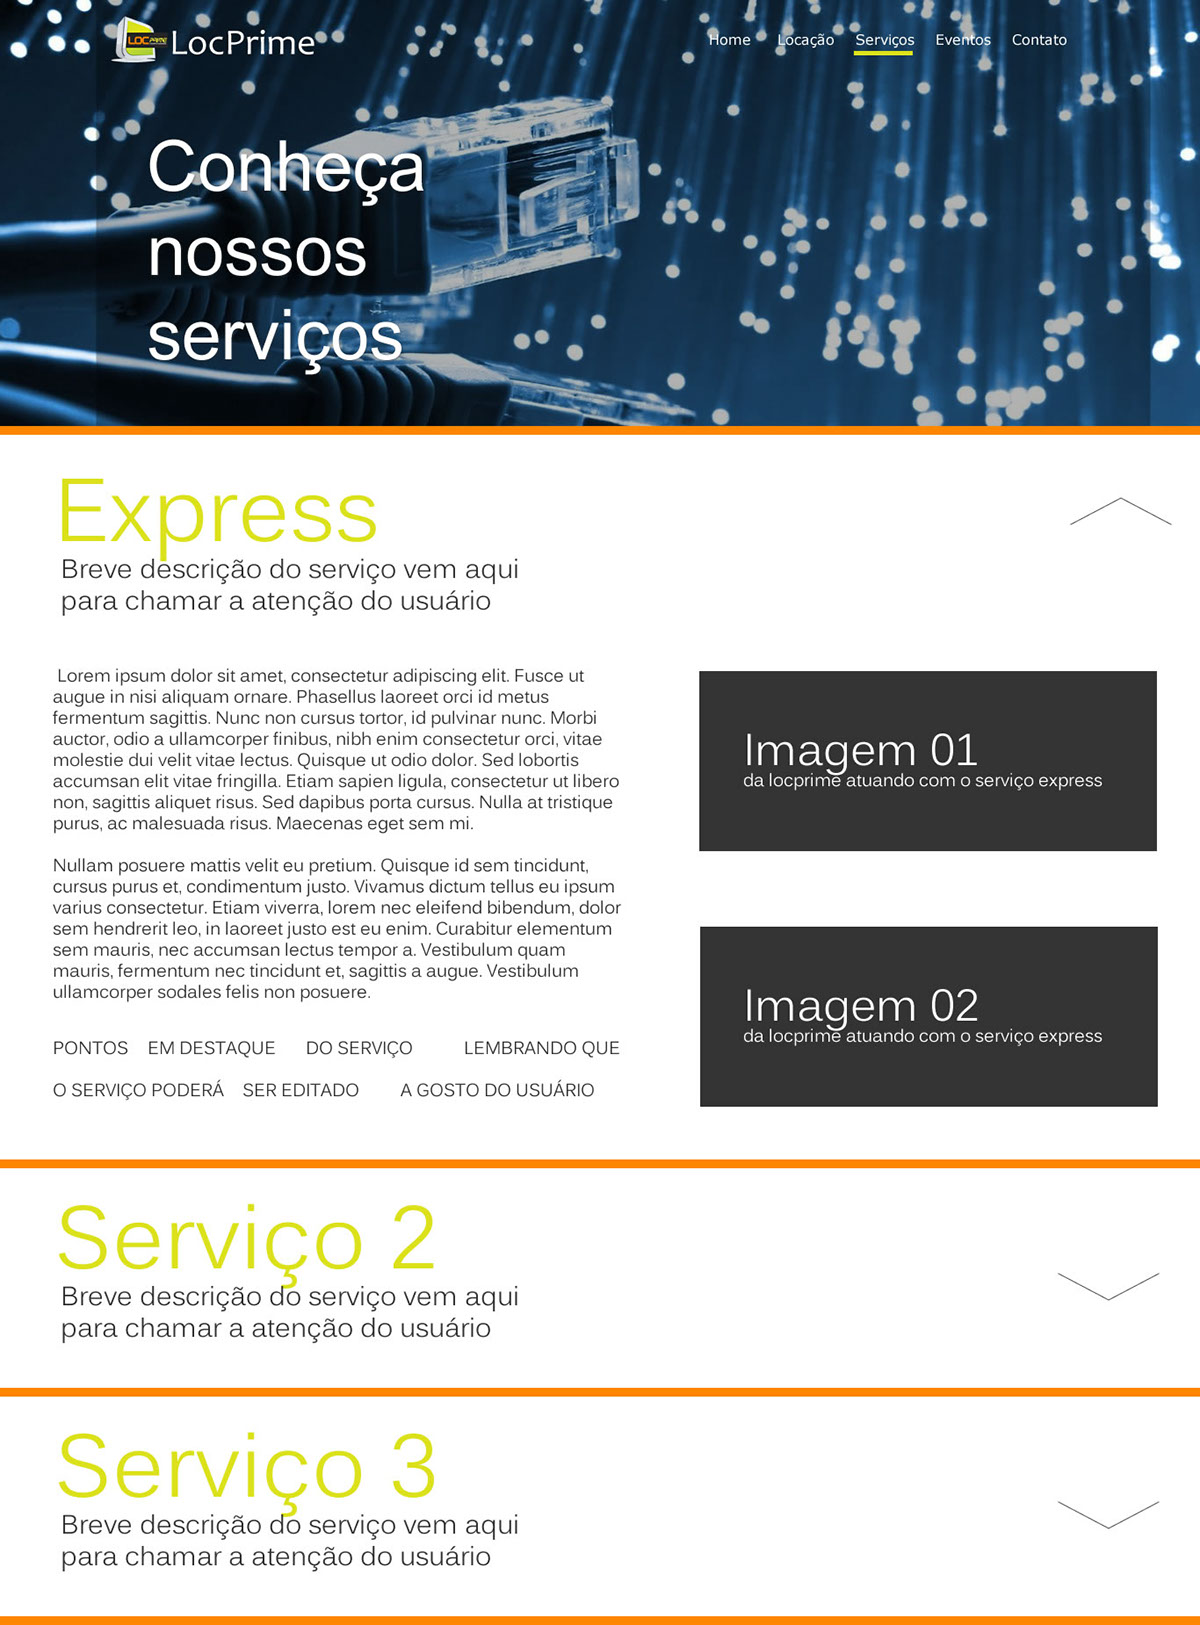 LOCPRIME
LocPrime
Home Locação Serviços Eventos Contato
Conheça
nossos
serviços
Express
Breve descrição do serviço vem aqui
para chamar a atenção do usuário
Lorem ipsum dolor sit amet, consectetur adipiscing elit. Fusce ut
augue in nisi aliquam ornare. Phasellus laoreet orci id metus
fermentum sagittis. Nunc non cursus tortor, id pulvinar nunc. Morbi
auctor, odio a ullamcorper finibus, nibh enim consectetur orci, vitae
molestie dui velit vitae lectus. Quisque ut odio dolor. Sed lobortis
accumsan elit vitae fringilla. Etiam sapien ligula, consectetur ut libero
non, sagittis aliquet risus. Sed dapibus porta cursus. Nulla at tristique
purus, ac malesuada risus. Maecenas eget sem mi.
Nullam posuere mattis velit eu pretium. Quisque id sem tincidunt,
cursus purus et, condimentum justo. Vivamus dictum tellus eu ipsum
varius consectetur. Etiam viverra, lorem nec eleifend bibendum, dolor
sem hendrerit leo, in laoreet justo est eu enim. Curabitur elementum
sem mauris, nec accumsan lectus tempor a. Vestibulum quam
mauris, fermentum nec tincidunt et, sagittis a augue. Vestibulum
ullamcorper sodales felis non posuere.
PONTOS EM DESTAQUE DO SERVIÇO LEMBRANDO QUE
O SERVIÇO PODERÁ SER EDITADO A GOSTO DO USUÁRIO
Imagem 01
da locprime atuando com o serviço express
Imagem 02
da locprime atuando com o serviço express
Serviço 2
Breve descrição do serviço vem aqui
para chamar a atenção do usuário
Serviço 3
Breve descrição do serviço vem aqui
para chamar a atenção do usuário